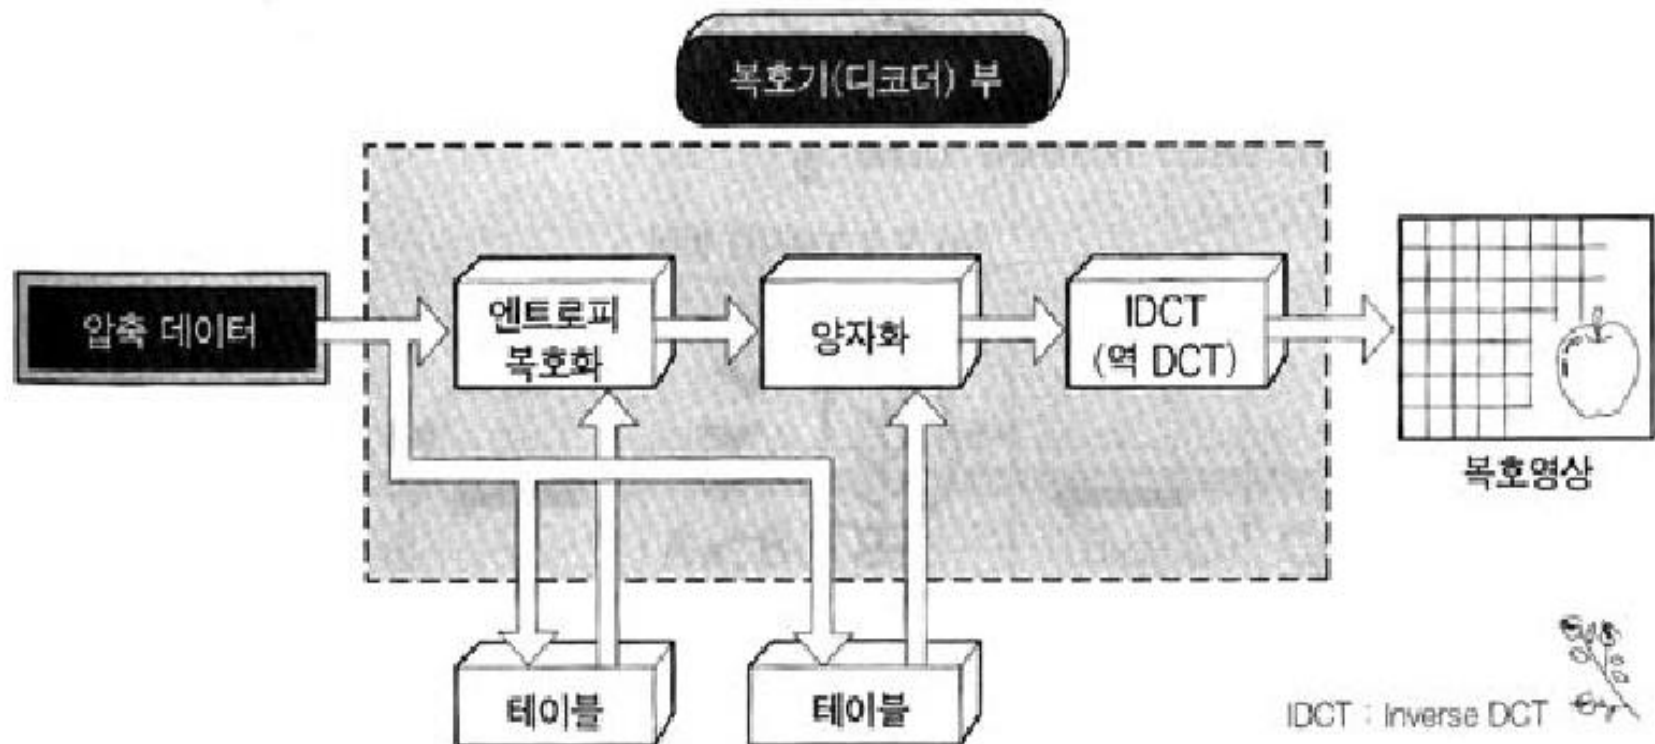 복호기(디코더) 부
압축 데이터
엔트로피
복호화
양자화
IDCT
(역 DCT)
복호영상
테이블
테이블
IDCT : Inverse DCT